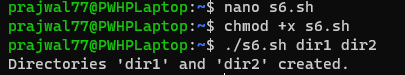 prajwal77@PWHPLaptop:~$ nano s6.sh
prajwal77@PWHPLaptop:~$ chmod +x s6.sh
prajwal77@PWHPLaptop:~$ ./s6.sh dir1 dir2
Directories 'dir1' and 'dir2' created.